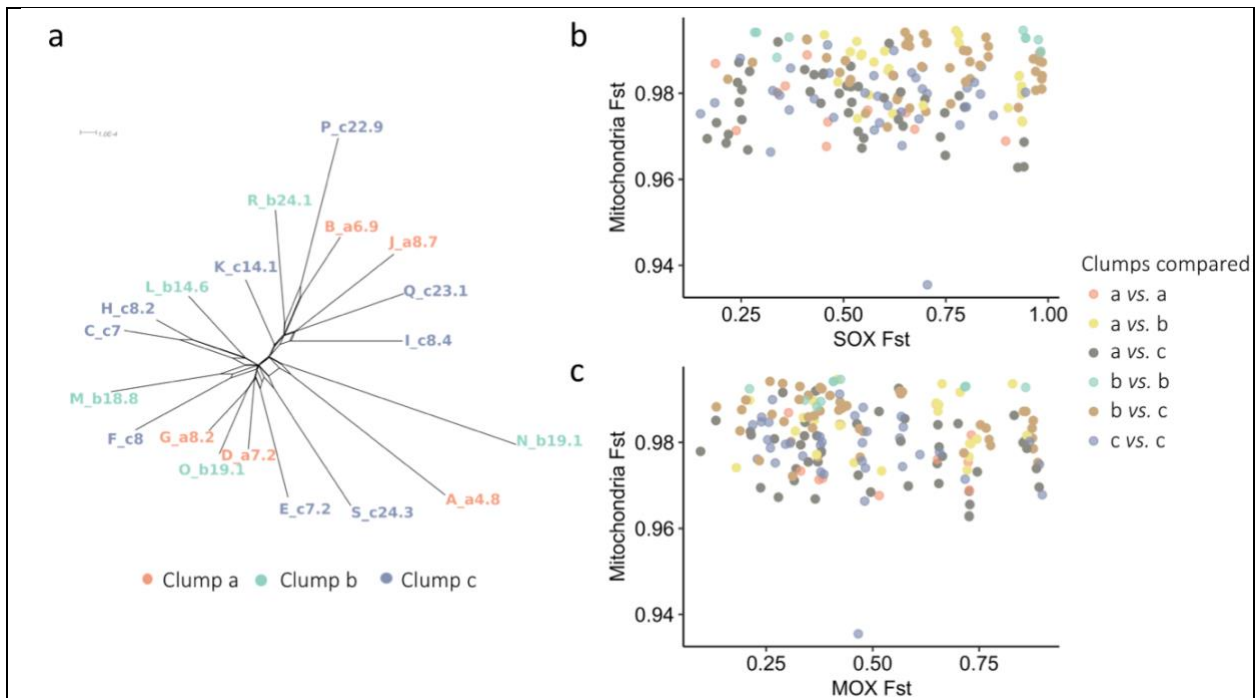 a
1.0E-4
P_c22.9
R_b24.1
B_a6.9
J_a8.7
K_c14.1
L_b14.6
Q_c23.1
H_c8.2
C_c7
I_c8.4
M_b18.8
F_c8
G_a8.2
D_a7.2
O_b19.1
N_b19.1
A_a4.8
E_c7.2
S_c24.3
Clump a
Clump b
Clump c
b
Mitochondria Fst
0.98
0.96
0.94
0.25
0.50
0.75
1.00
SOX Fst
c
Mitochondria Fst
0.98
0.96
0.94
0.25
0.50
0.75
MOX Fst
Clumps compared
a vs. a
a vs. b
a vs. c
b vs. b
b vs. c
c vs. c